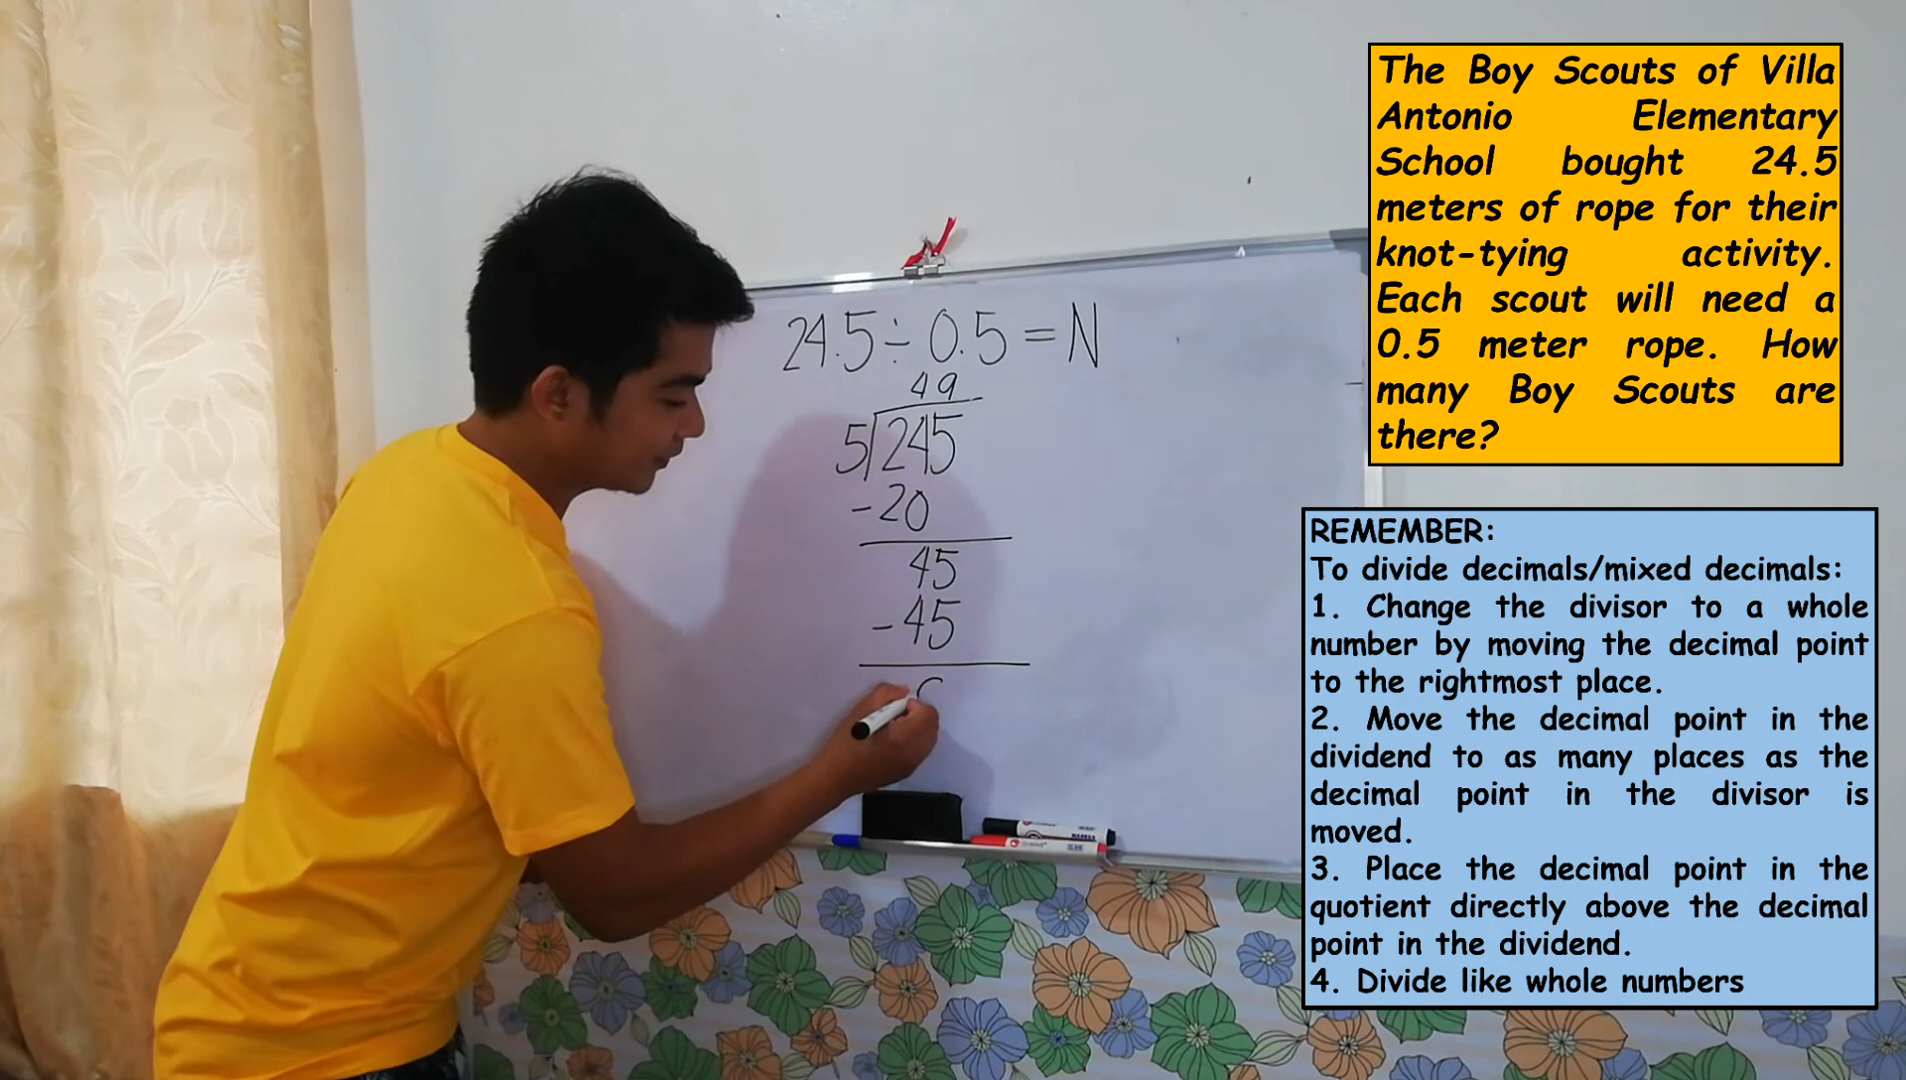 24.5÷0.5=N
49
5)245
-20
45
-45
The Boy Scouts of Villa
Antonio Elementary
School bought 24.5
meters of rope for their
knot-tying activity.
Each scout will need a
0.5 meter rope. How
many Boy Scouts are
there?
REMEMBER:
To divide decimals/mixed decimals:
1. Change the divisor to a whole
number by moving the decimal point
to the rightmost place.
2. Move the decimal point in the
dividend to as many places as the
decimal point in the divisor is
moved.
3. Place the decimal point in the
quotient directly above the decimal
point in the dividend.
4. Divide like whole numbers